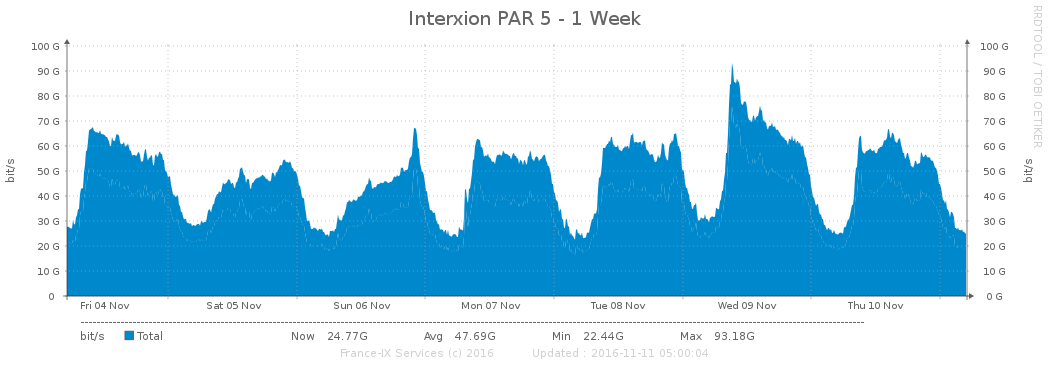 Interxion PAR 5 - 1 Week
RRDTOOL / TOBI OETIKER
100 G 100 G
90 G 90 G
80 G 80 G
70 G 70 G
60 G 60 G
50 G 50 G
40 G 40 G
30 G 30 G
20 G 20 G
10 G 10 G
0 0 G
bit/s bit/s
Fri 04 Nov Sat 05 Nov Sun 06 Nov Mon 07 Nov Tue 08 Nov Wed 09 Nov Thu 10 Nov
bit/s Total Now 24.77G Avg 47.69G Min 22.44G Max 93.18G
France-IX Services (c) 2016 Updated : 2016-11-11 05:00:04